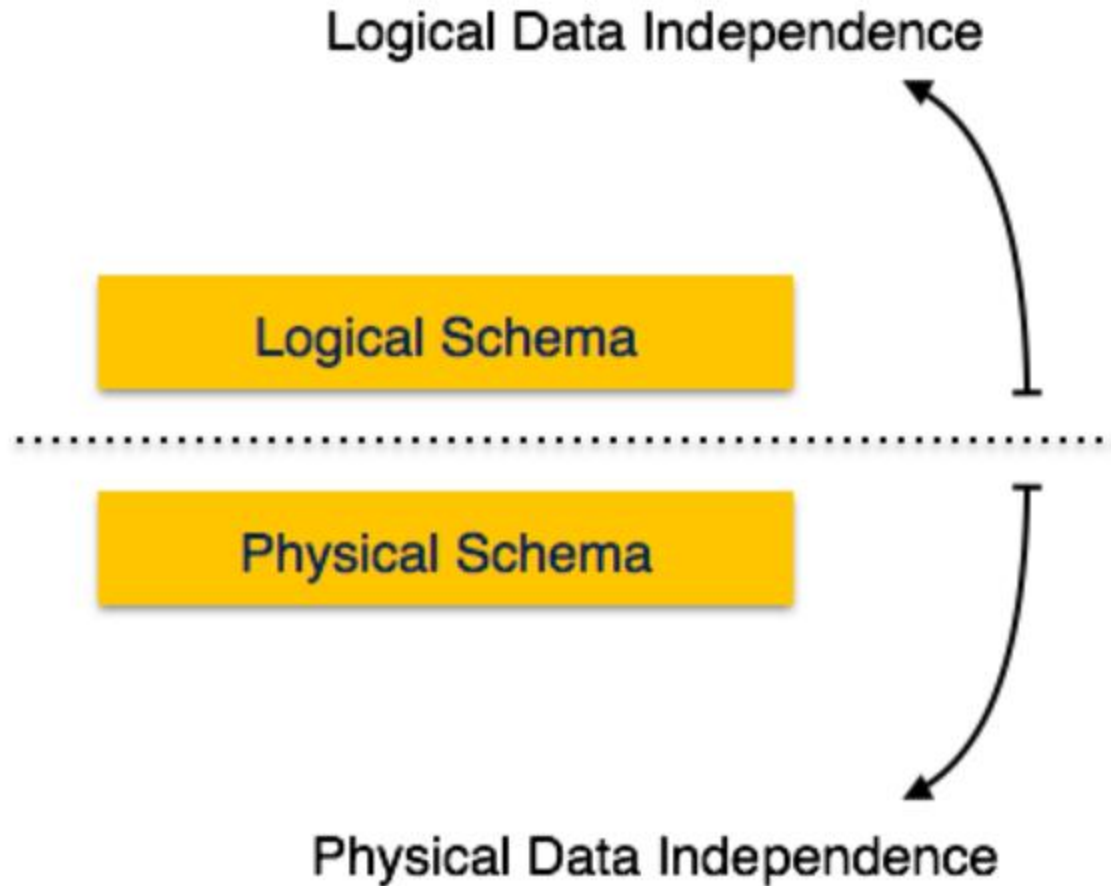 Logical Data Independence
Logical Schema
Physical Schema
Physical Data Independence